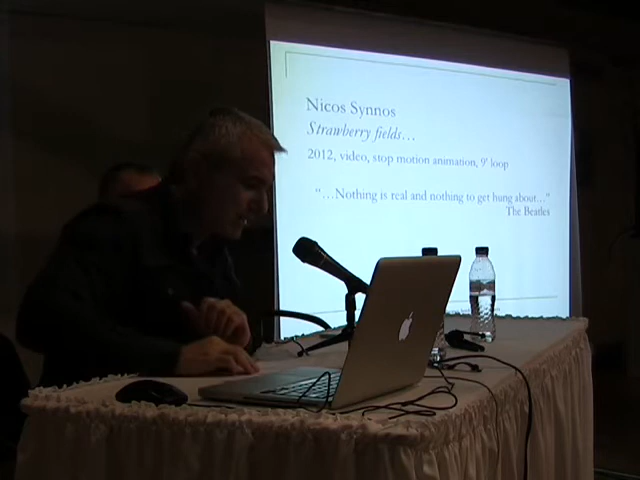 Nicos Synnos
Strawberry fields…
2012, video, stop motion animation, 9' loop
“…Nothing is real and nothing to get hung about…”
The Beatles